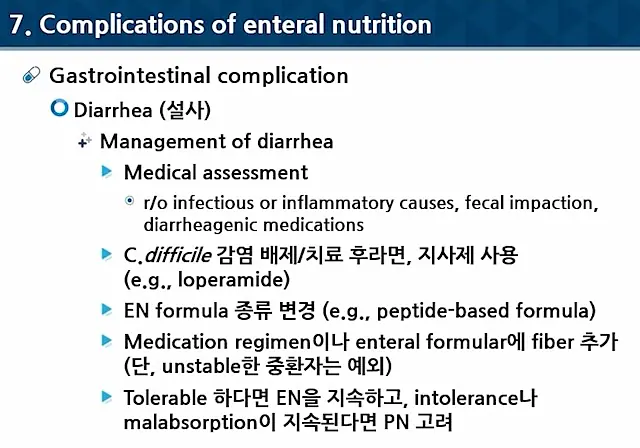 7. Complications of enteral nutrition
Gastrointestinal complication
Diarrhea (설사)
Management of diarrhea
Medical assessment
r/o infectious or inflammatory causes, fecal impaction,
diarrheagenic medications
C.difficile 감염 배제/치료 후라면, 지사제 사용
(e.g., loperamide)
EN formula 종류 변경 (e.g., peptide-based formula)
Medication regimen이나 enteral formular에 fiber 추가
(단, unstable한 중환자는 예외)
Tolerable 하다면 EN을 지속하고, intolerance나
malabsorption이 지속된다면 PN 고려